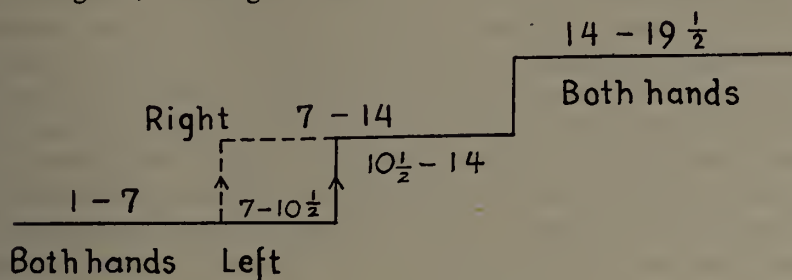 14 – 19 ½
Both hands
Right 7 – 14
10½ – 14
1 – 7 7–10½
Both hands Left